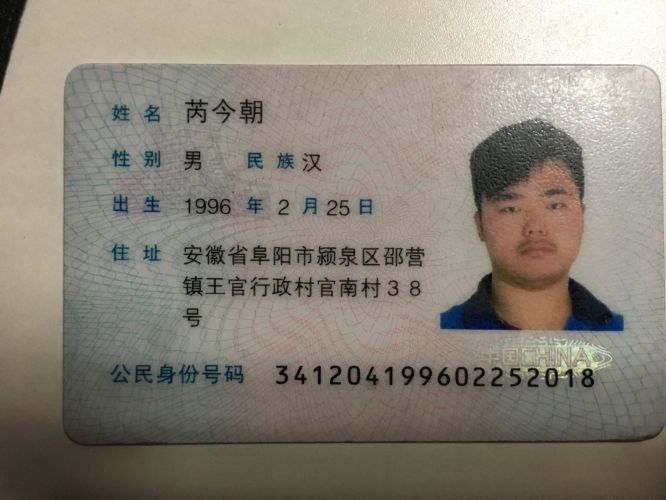 姓名 芮今朝
性别 男 民族 汉
出生 1996 年 2 月 25 日
住址 安徽省阜阳市颍泉区邵营
镇王官行政村官南村38
号
中国CHINA
公民身份号码 341204199602252018